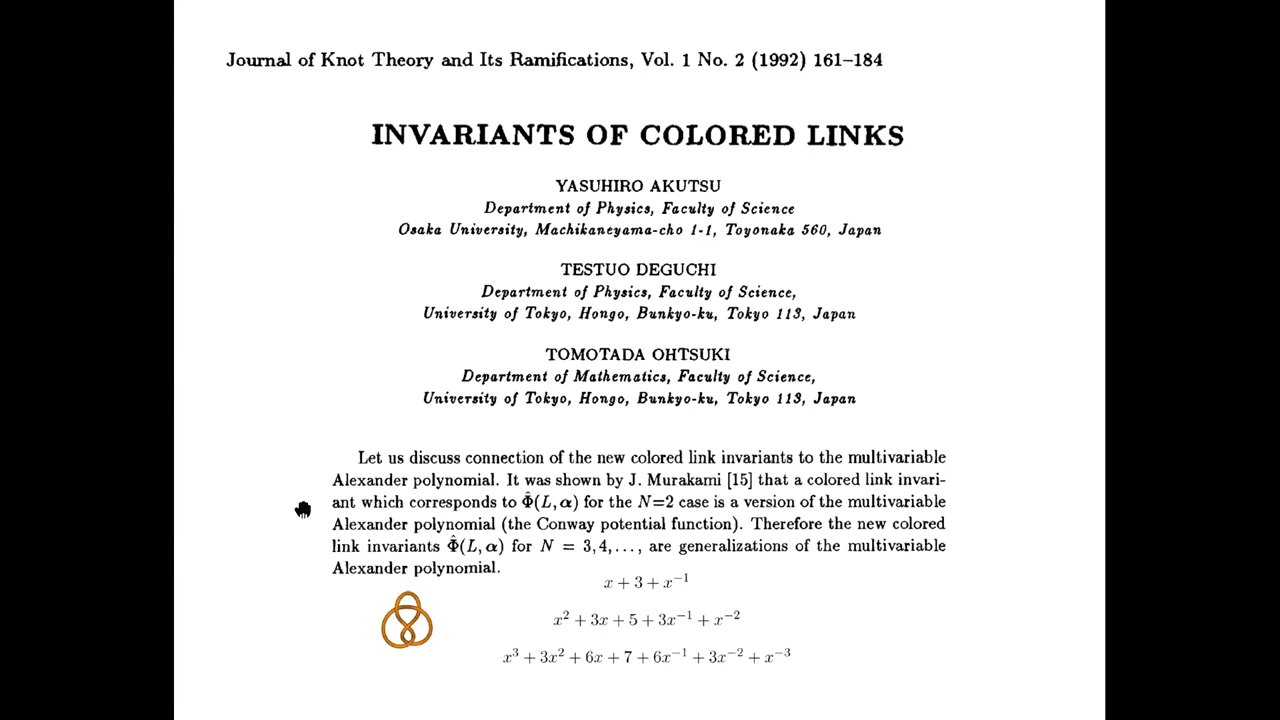 Journal of Knot Theory and Its Ramifications, Vol. 1 No. 2 (1992) 161–184
INVARIANTS OF COLORED LINKS
YASUHIRO AKUTSU
Department of Physics, Faculty of Science
Osaka University, Machikaneyama-cho 1-1, Toyonaka 560, Japan
TESTUO DEGUCHI
Department of Physics, Faculty of Science,
University of Tokyo, Hongo, Bunkyo-ku, Tokyo 113, Japan
TOMOTADA OHTSUKI
Department of Mathematics, Faculty of Science,
University of Tokyo, Hongo, Bunkyo-ku, Tokyo 113, Japan
Let us discuss connection of the new colored link invariants to the multivariable
Alexander polynomial. It was shown by J. Murakami [15] that a colored link invari-
ant which corresponds to Φ̂(L, α) for the N=2 case is a version of the multivariable
Alexander polynomial (the Conway potential function). Therefore the new colored
link invariants Φ̂(L, α) for N = 3, 4, . . . , are generalizations of the multivariable
Alexander polynomial.
x + 3 + x⁻¹
x² + 3x + 5 + 3x⁻¹ + x⁻²
x³ + 3x² + 6x + 7 + 6x⁻¹ + 3x⁻² + x⁻³